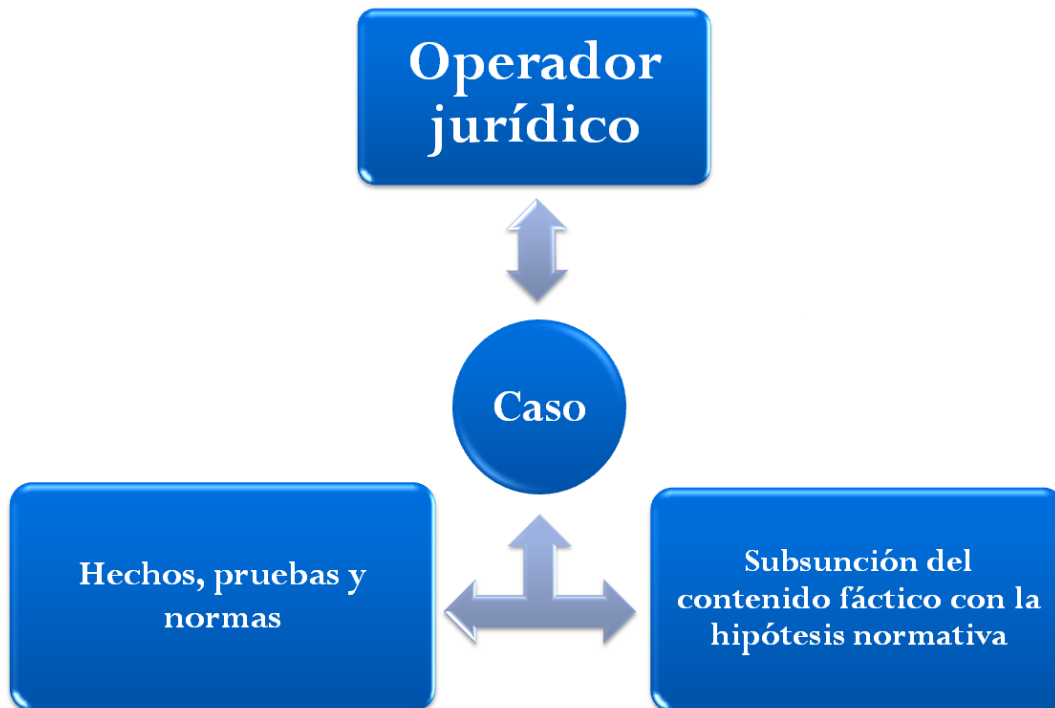 Operador
jurídico
Caso
Hechos, pruebas y
normas
Subsunción del
contenido fáctico con la
hipótesis normativa